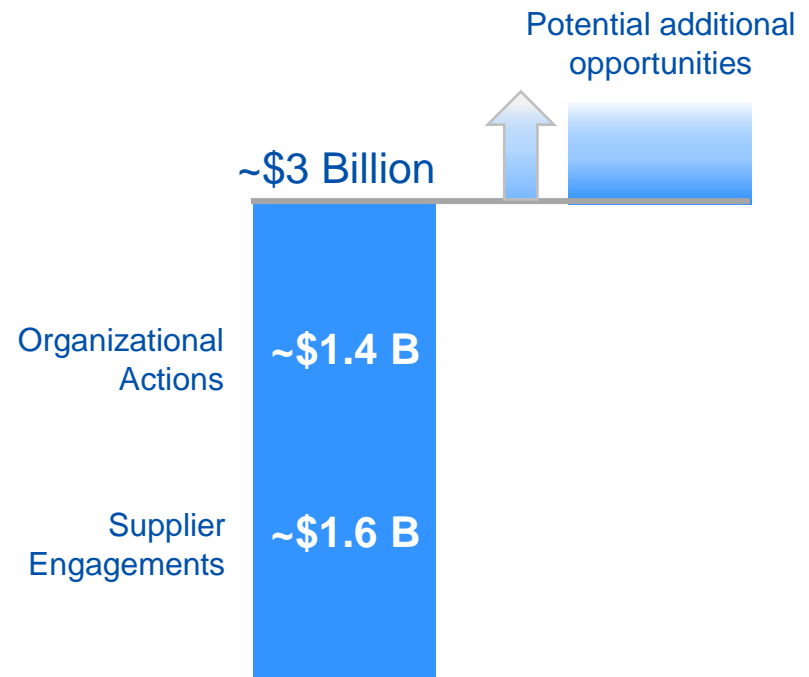 Potential additional
opportunities
~$3 Billion
Organizational
Actions
~$1.4 B
Supplier
Engagements
~$1.6 B